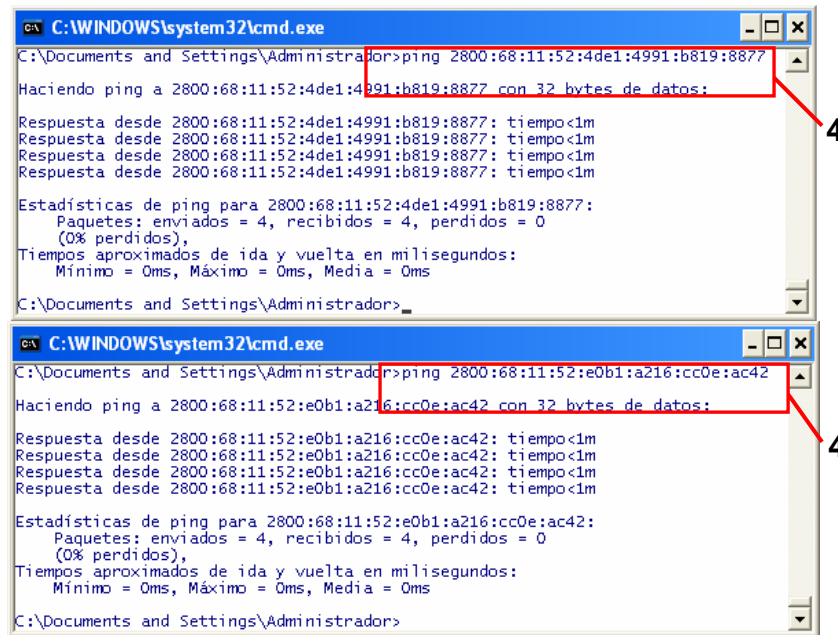 C:\WINDOWS\system32\cmd.exe
C:\Documents and Settings\Administrador>ping 2800:68:11:52:4de1:4991:b819:8877
Haciendo ping a 2800:68:11:52:4de1:4991:b819:8877 con 32 bytes de datos:
Respuesta desde 2800:68:11:52:4de1:4991:b819:8877: tiempo<1m
Respuesta desde 2800:68:11:52:4de1:4991:b819:8877: tiempo<1m
Respuesta desde 2800:68:11:52:4de1:4991:b819:8877: tiempo<1m
Respuesta desde 2800:68:11:52:4de1:4991:b819:8877: tiempo<1m
Estadísticas de ping para 2800:68:11:52:4de1:4991:b819:8877:
Paquetes: enviados = 4, recibidos = 4, perdidos = 0
(0% perdidos),
Tiempos aproximados de ida y vuelta en milisegundos:
Mínimo = 0ms, Máximo = 0ms, Media = 0ms
C:\Documents and Settings\Administrador>_
4
C:\WINDOWS\system32\cmd.exe
C:\Documents and Settings\Administrador>ping 2800:68:11:52:e0b1:a216:cc0e:ac42
Haciendo ping a 2800:68:11:52:e0b1:a216:cc0e:ac42 con 32 bytes de datos:
Respuesta desde 2800:68:11:52:e0b1:a216:cc0e:ac42: tiempo<1m
Respuesta desde 2800:68:11:52:e0b1:a216:cc0e:ac42: tiempo<1m
Respuesta desde 2800:68:11:52:e0b1:a216:cc0e:ac42: tiempo<1m
Respuesta desde 2800:68:11:52:e0b1:a216:cc0e:ac42: tiempo<1m
Estadísticas de ping para 2800:68:11:52:e0b1:a216:cc0e:ac42:
Paquetes: enviados = 4, recibidos = 4, perdidos = 0
(0% perdidos),
Tiempos aproximados de ida y vuelta en milisegundos:
Mínimo = 0ms, Máximo = 0ms, Media = 0ms
C:\Documents and Settings\Administrador>
4